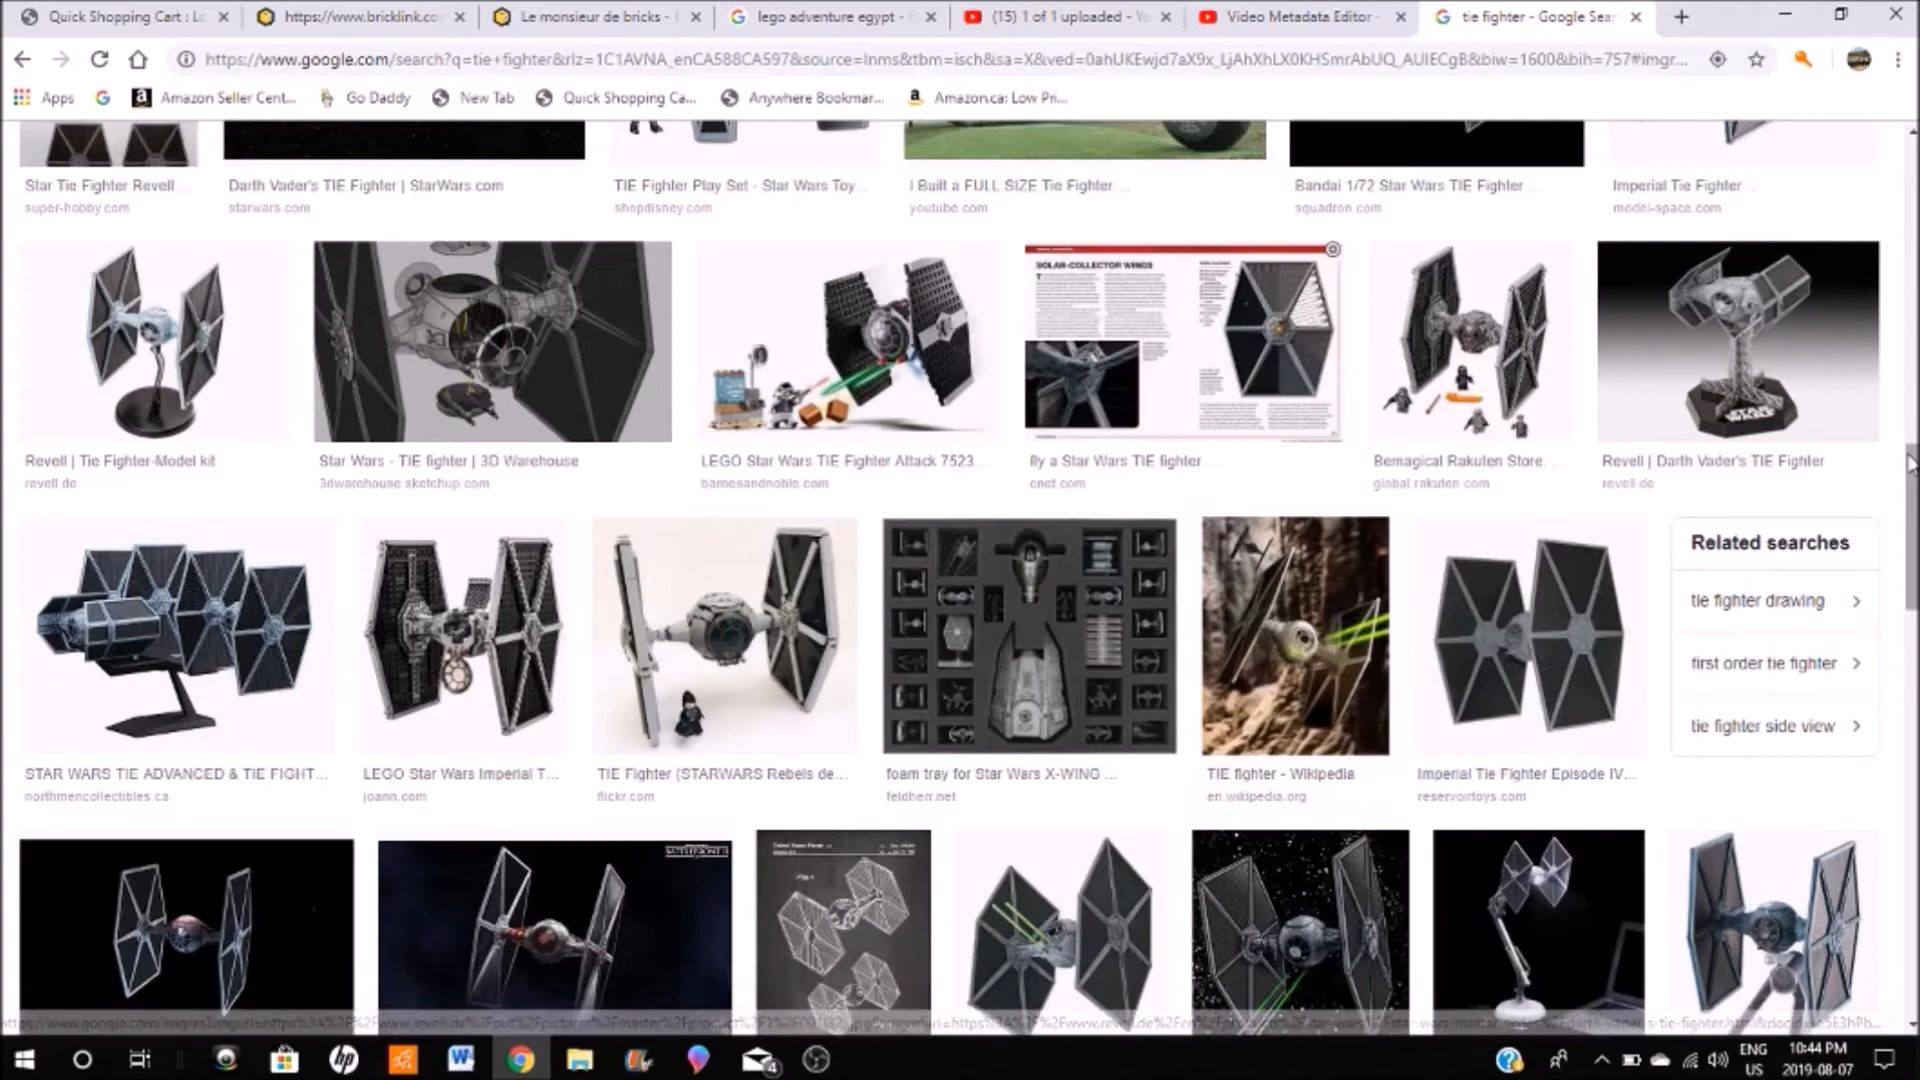 Quick Shopping Cart : Lo
https://www.bricklink.co
Le monsieur de bricks - E
lego adventure egypt - G
(15) 1 of 1 uploaded - Yo
Video Metadata Editor -
tie fighter - Google Sear
https://www.google.com/search?q=tie+fighter&rlz=1C1AVNA_enCA588CA597&source=lnms&tbm=isch&sa=X&ved=0ahUKEwjd7aX9x_LjAhXhLX0KHSmrAbUQ_AUIECgB&biw=1600&bih=757#imgr...
Apps
Amazon Seller Cent...
Go Daddy
New Tab
Quick Shopping Ca...
Anywhere Bookmar...
Amazon.ca: Low Pri...
Star Tie Fighter Revell ...
super-hobby.com
Darth Vader's TIE Fighter | StarWars.com
starwars.com
TIE Fighter Play Set - Star Wars Toy...
shopdisney.com
I Built a FULL SIZE Tie Fighter ...
youtube.com
Bandai 1/72 Star Wars TIE Fighter ...
squadron.com
Imperial Tie Fighter ...
model-space.com
SOLAR-COLLECTOR WINGS
STAR WARS
Revell | Tie Fighter-Model kit
revell.de
Star Wars - TIE fighter | 3D Warehouse
3dwarehouse.sketchup.com
LEGO Star Wars TIE Fighter Attack 7523...
barnesandnoble.com
fly a Star Wars TIE fighter ...
cnet.com
Bemagical Rakuten Store ...
global.rakuten.com
Revell | Darth Vader's TIE Fighter
revell.de
Related searches
tie fighter drawing
first order tie fighter
tie fighter side view
STAR WARS TIE ADVANCED & TIE FIGHT...
northmencollectibles.ca
LEGO Star Wars Imperial T...
joann.com
TIE Fighter (STARWARS Rebels de...
flickr.com
foam tray for Star Wars X-WING ...
feldherr.net
TIE fighter - Wikipedia
en.wikipedia.org
Imperial Tie Fighter Episode IV...
reservoirtoys.com
BATTLEFRONT II
United States Patent
4
ENG
US
10:44 PM
2019-08-07